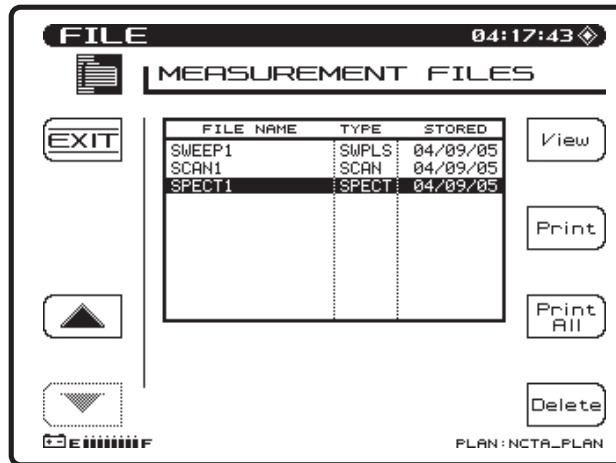 FILE 04:17:43
MEASUREMENT FILES
EXIT
FILE NAME TYPE STORED
SWEEP1 SWPLS 04/09/05
SCAN1 SCAN 04/09/05
SPECT1 SPECT 04/09/05
View
Print
Print
All
Delete
E F
PLAN:NCTA_PLAN